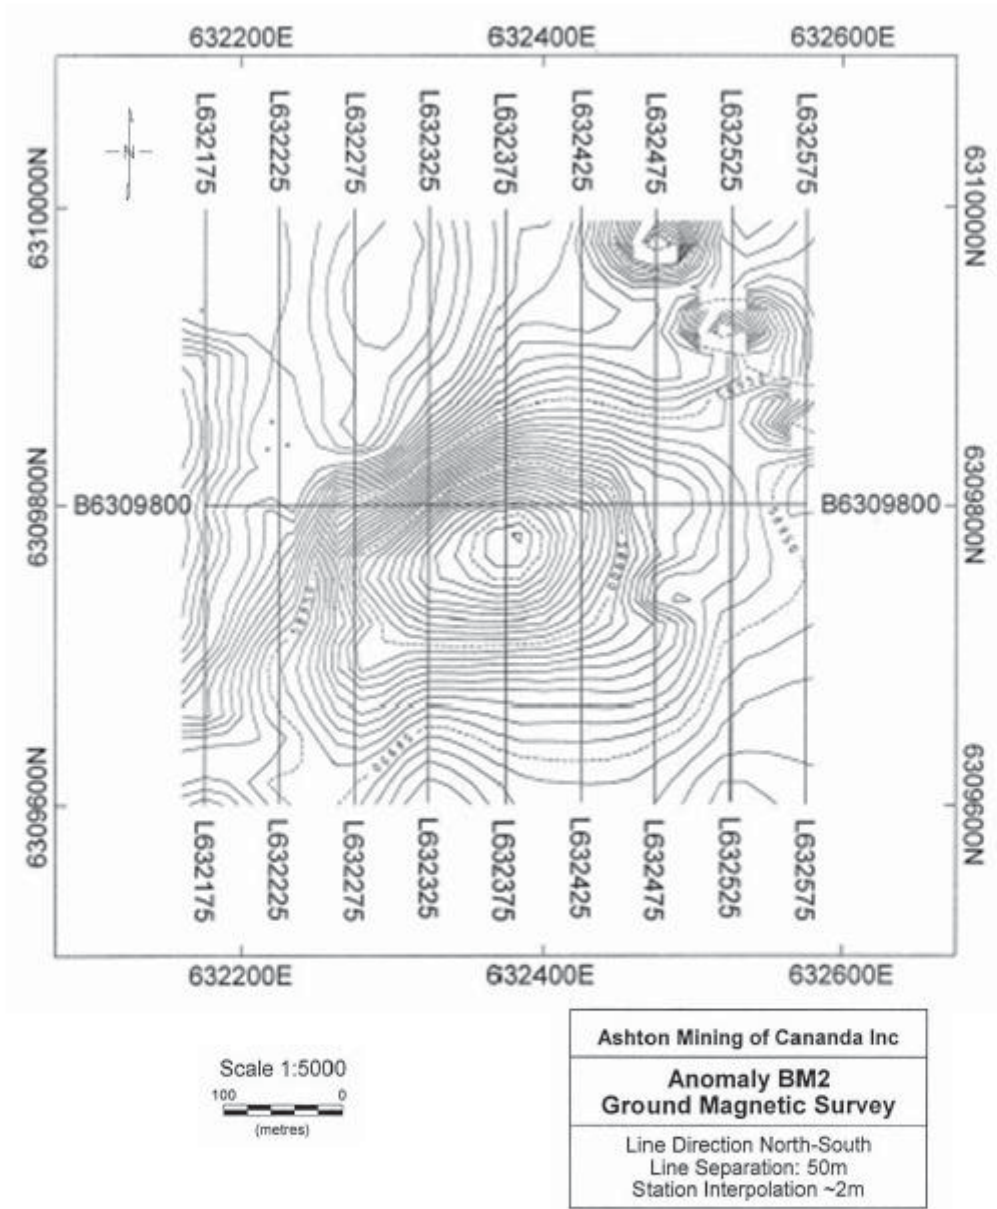 632200E 632400E 632600E
L632175 L632225 L632275 L632325 L632375 L632425 L632475 L632525 L632575
N
6310000N 6310000N
6309800N B6309800 B6309800 6309800N
58950
6309600N 6309600N
L632175 L632225 L632275 L632325 L632375 L632425 L632475 L632525 L632575
632200E 632400E 632600E
Scale 1:5000
100 0
(metres)
Ashton Mining of Cananda Inc
Anomaly BM2
Ground Magnetic Survey
Line Direction North-South
Line Separation: 50m
Station Interpolation ~2m